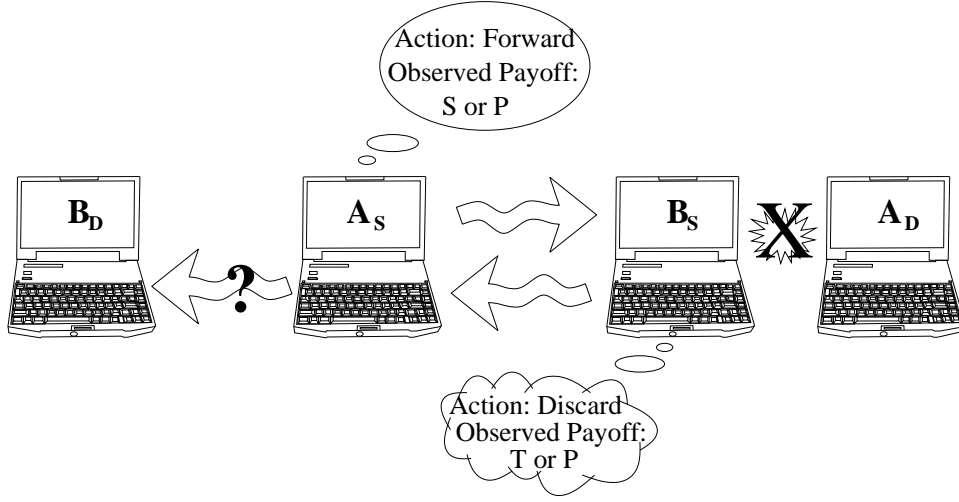 Action: Forward
Observed Payoff:
S or P
B_D
A_S
B_S
X
A_D
?
Action: Discard
Observed Payoff:
T or P